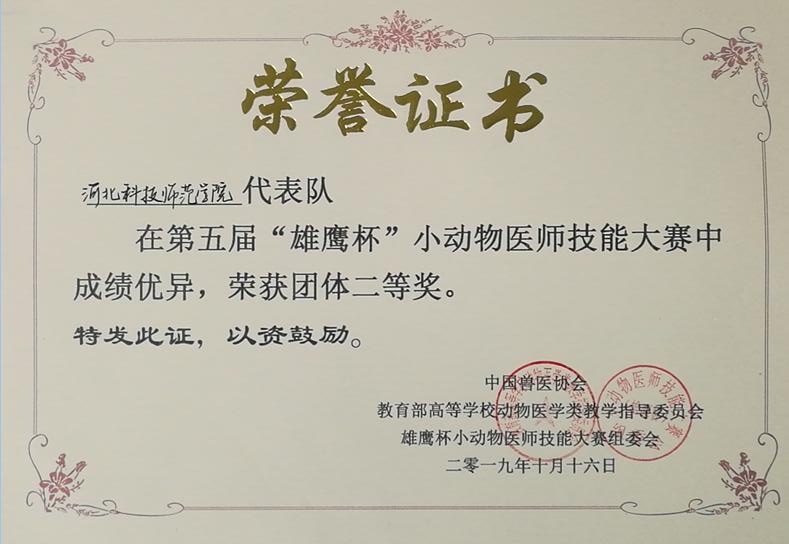 荣誉证书
河北科技师范学院 代表队
在第五届“雄鹰杯”小动物医师技能大赛中
成绩优异，荣获团体二等奖。
特发此证，以资鼓励。
中国兽医协会
教育部高等学校动物医学类教学指导委员会
雄鹰杯小动物医师技能大赛组委会
二零一九年十月十六日